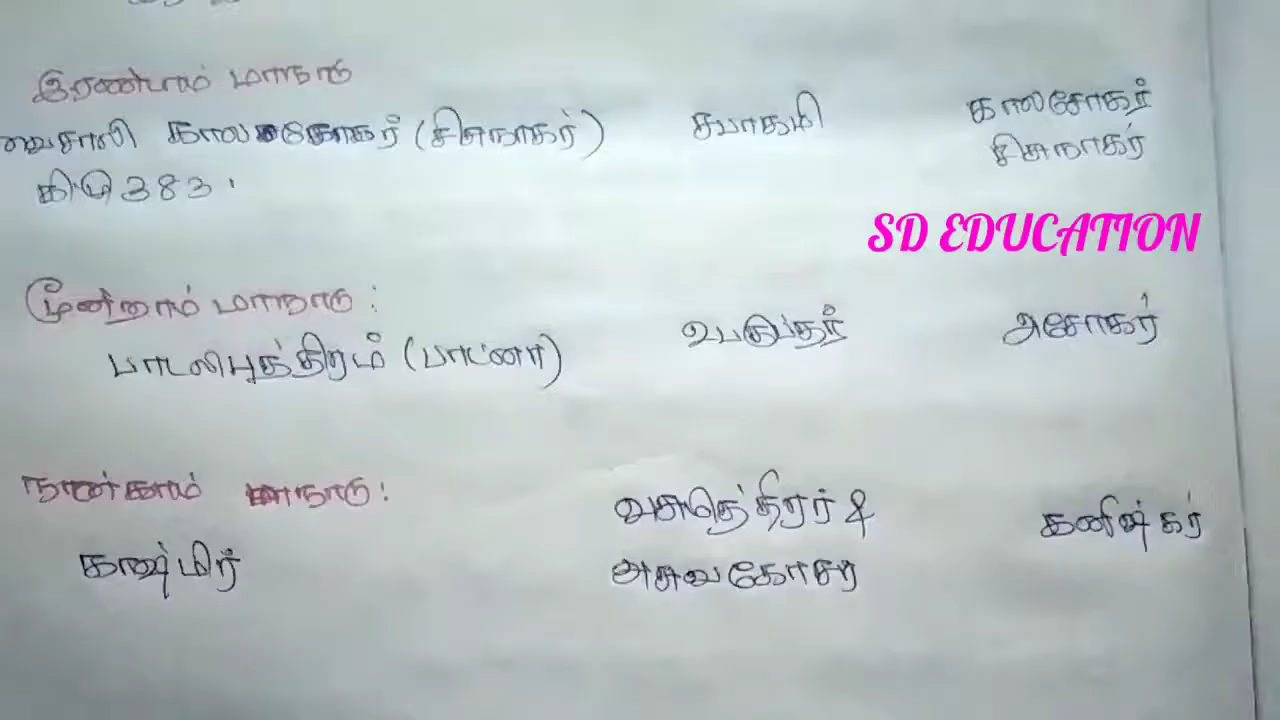 இரண்டாம் மாநாடு
வைசாலி காலசோகர் (சிசுநாகர்) சபாகமி காலசோகர்
சிசுநாகர்
கிமு 383.
SD EDUCATION
மூன்றாம் மாநாடு:
பாடலிபுத்திரம் (பாட்னா) உபகுப்தர் அசோகர்
நான்காம் மாநாடு:
வசுமித்திரர் & கனிஷ்கர்
காஷ்மிர் அசுவகோசர்